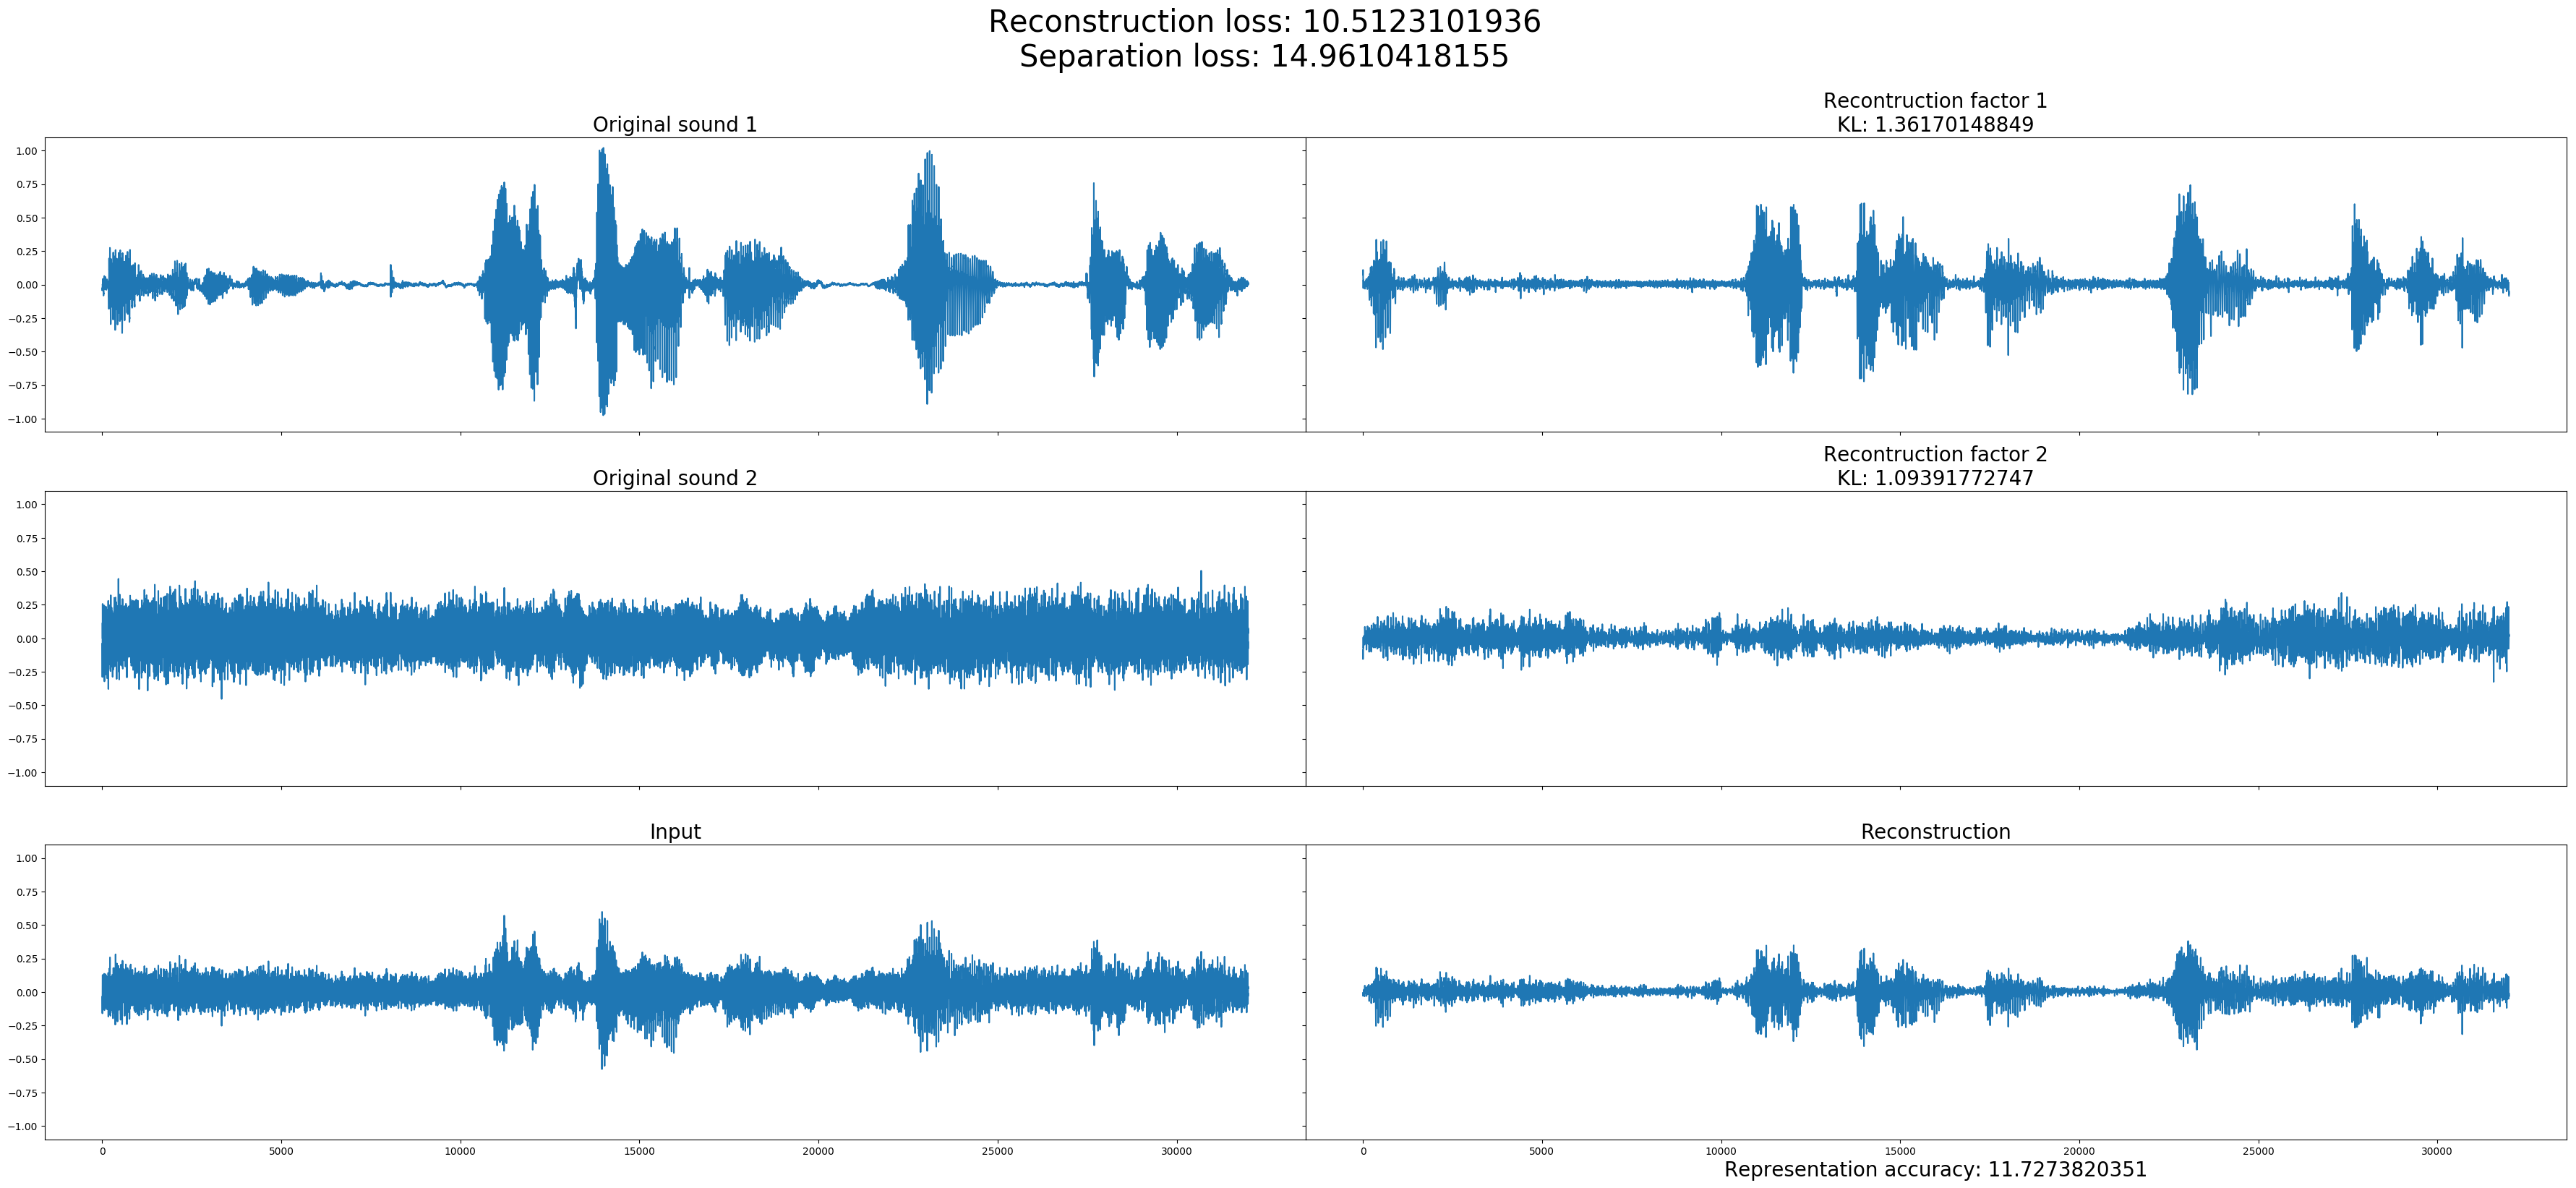 Reconstruction loss: 10.5123101936
Separation loss: 14.9610418155
Original sound 1
Recontruction factor 1
KL: 1.36170148849
1.00
0.75
0.50
0.25
0.00
−0.25
−0.50
−0.75
−1.00
Original sound 2
Recontruction factor 2
KL: 1.09391772747
1.00
0.75
0.50
0.25
0.00
−0.25
−0.50
−0.75
−1.00
Input
Reconstruction
1.00
0.75
0.50
0.25
0.00
−0.25
−0.50
−0.75
−1.00
0 5000 10000 15000 20000 25000 30000 0 5000 10000 15000 20000 25000 30000
Representation accuracy: 11.7273820351